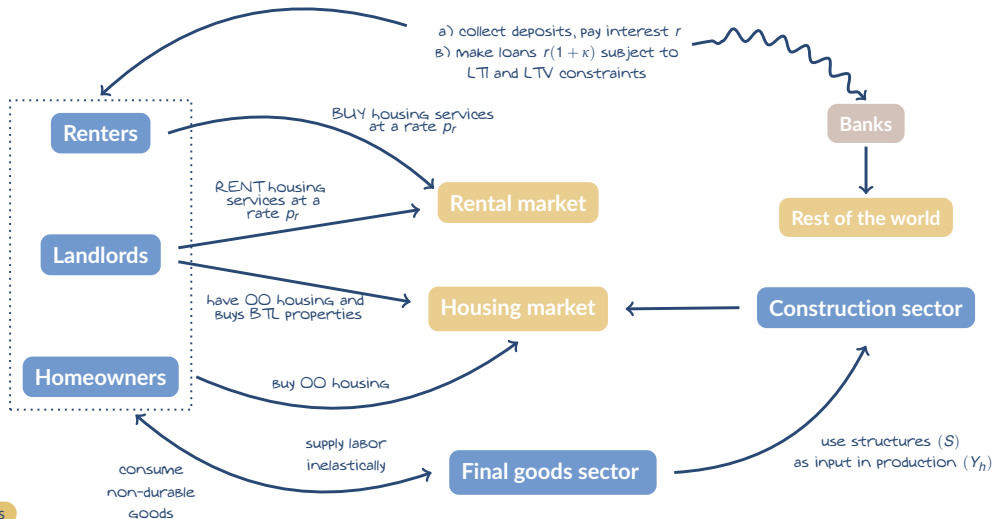 a) collect deposits, pay interest r
B) make loans r(1 + κ) subject to
LTI and LTV constraints
Renters
BUY housing services
at a rate pᵣ
Banks
RENT housing
services at a
rate pᵣ
Rental market
Rest of the world
Landlords
have OO housing and
buys BTL properties
Housing market
Construction sector
Homeowners
buy OO housing
supply labor
inelastically
Final goods sector
use structures (S)
as input in production (Yₕ)
consume
non-durable
goods